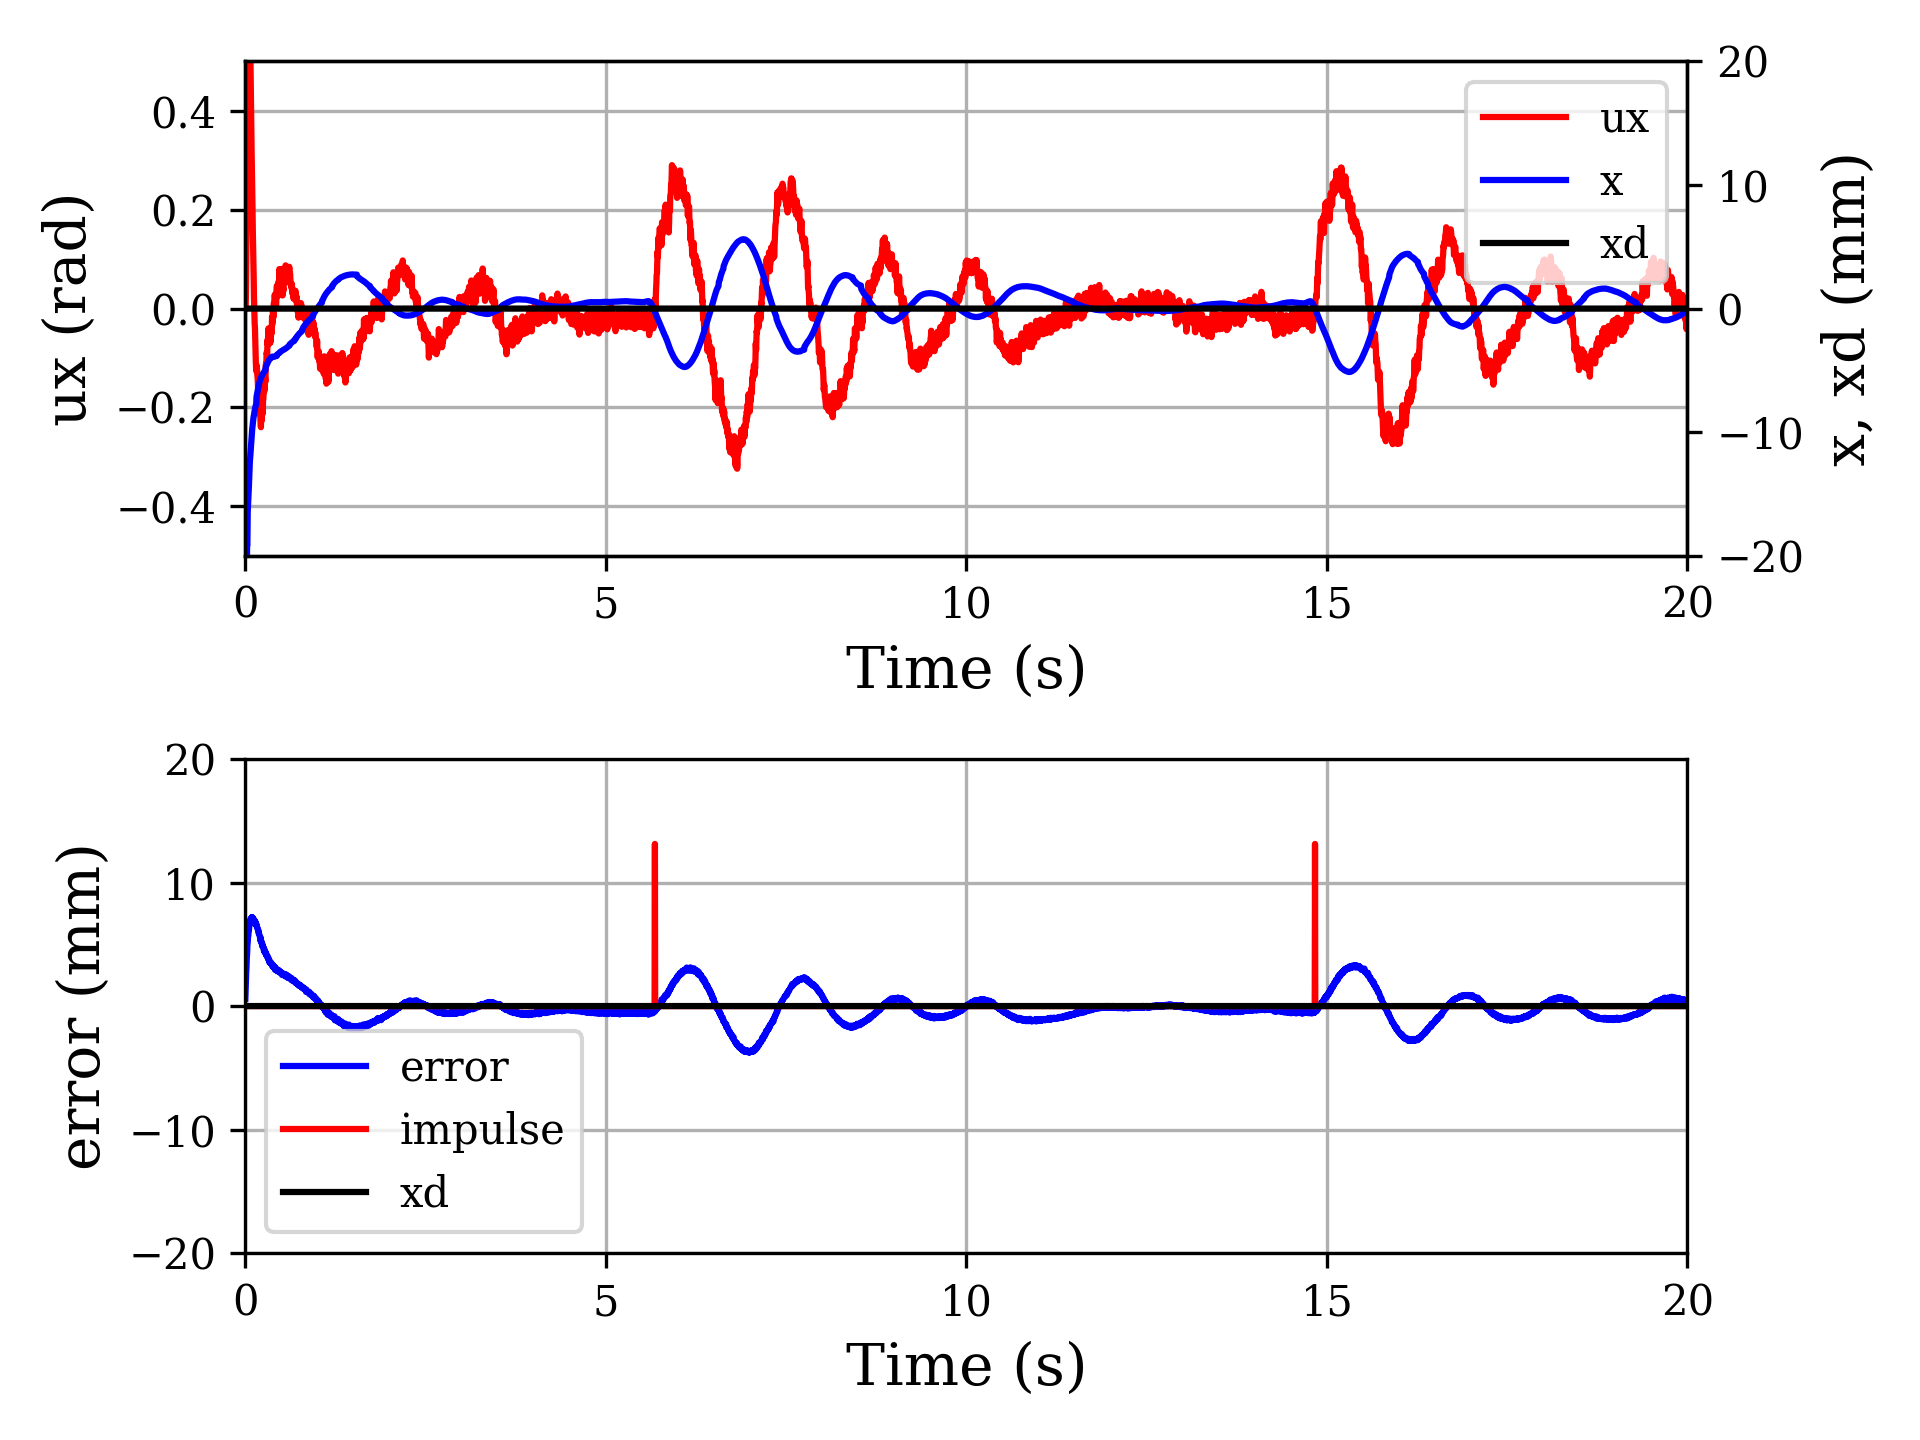 0.4
0.2
0.0
−0.2
−0.4
ux (rad)
20
10
0
−10
−20
x, xd (mm)
ux
x
xd
0 5 10 15 20
Time (s)
20
10
0
−10
−20
error (mm)
error
impulse
xd
0 5 10 15 20
Time (s)